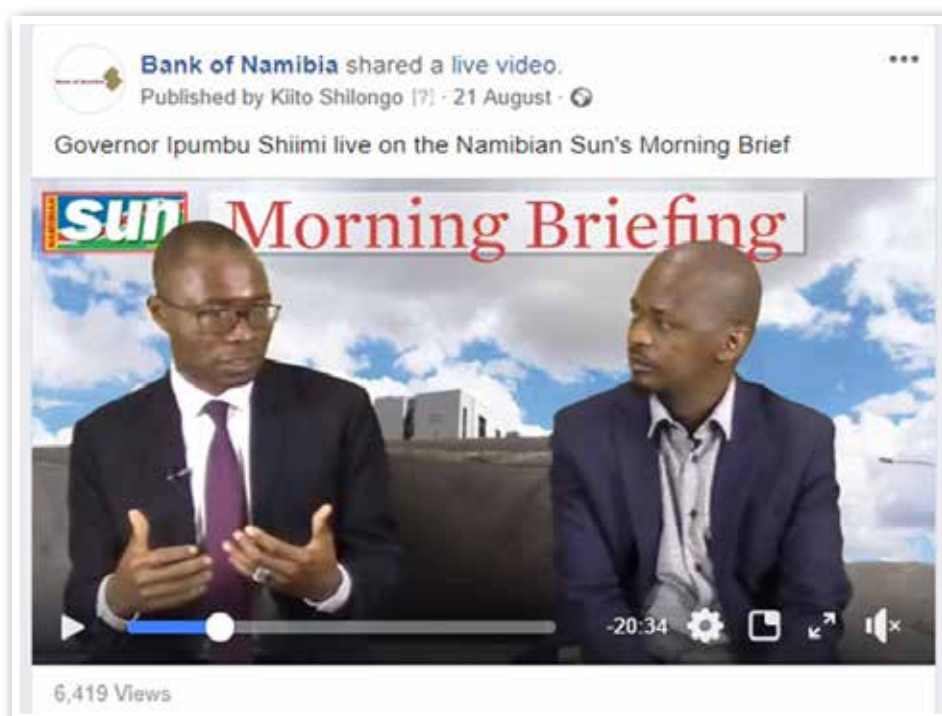 Bank of Namibia shared a live video.
Published by Kiito Shilongo [?] · 21 August ·
Governor Ipumbu Shiimi live on the Namibian Sun's Morning Brief
NAMIBIAN
sun
Morning Briefing
-20:34
6,419 Views